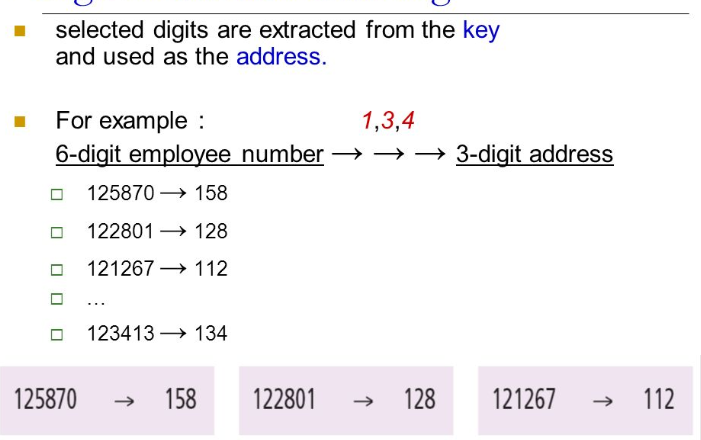 selected digits are extracted from the key
and used as the address.
For example : 1,3,4
6-digit employee number → → → 3-digit address
125870 → 158
122801 → 128
121267 → 112
...
123413 → 134
125870 → 158 122801 → 128 121267 → 112